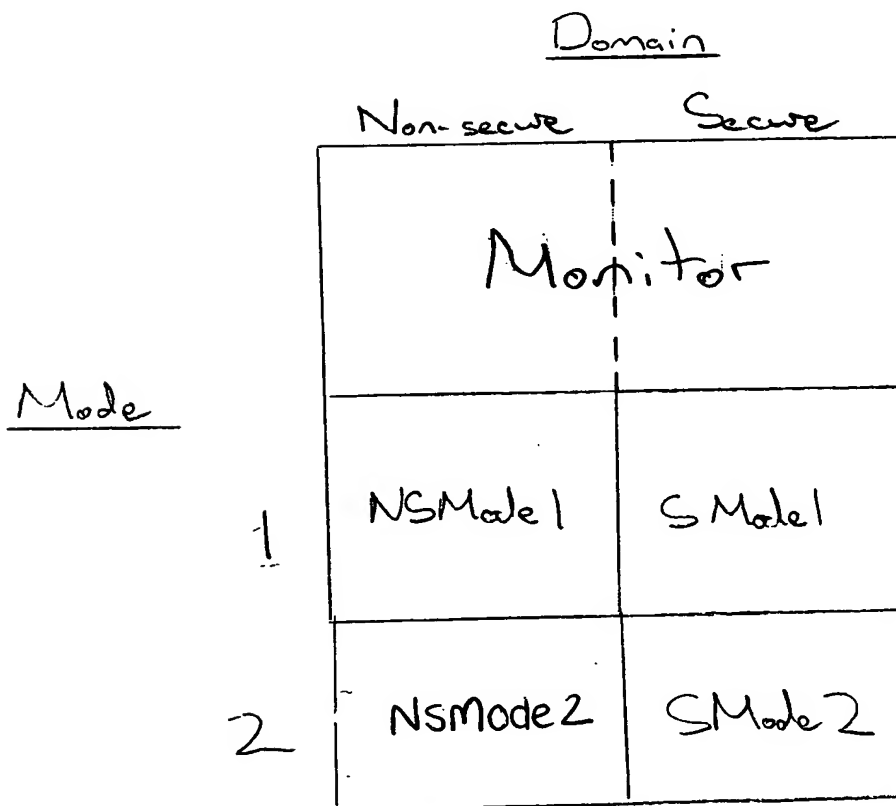 Domain
Non-secure Secure
Monitor
Mode
1 NSMode1 SMode1
2 NSMode2 SMode2